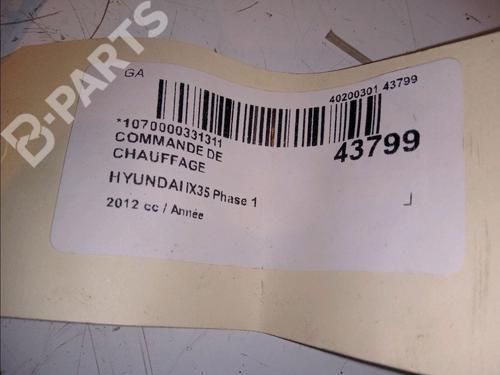 B-PARTS
GA
40200301 43799
*1070000331311
43799
COMMANDE DE
CHAUFFAGE
HYUNDAI IX35 Phase 1
2012 cc / Année